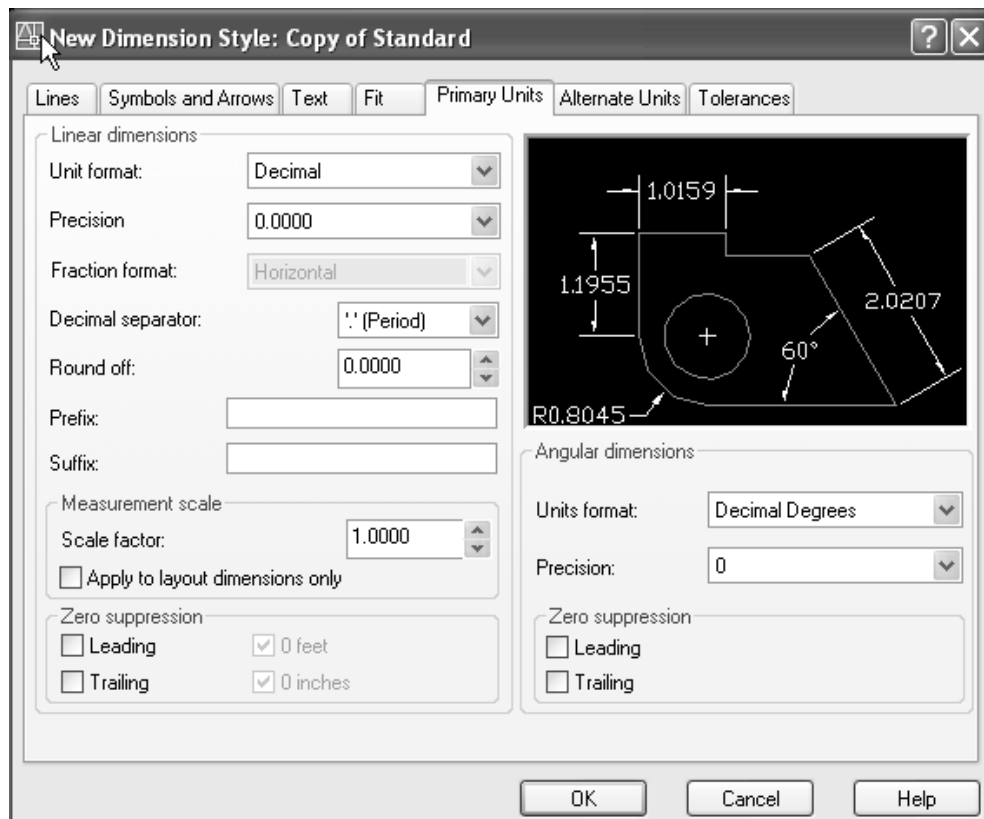 New Dimension Style: Copy of Standard
Lines
Symbols and Arrows
Text
Fit
Primary Units
Alternate Units
Tolerances
Linear dimensions
Unit format:
Decimal
Precision
0.0000
Fraction format:
Horizontal
Decimal separator:
'.' (Period)
Round off:
0.0000
Prefix:
Suffix:
Measurement scale
Scale factor:
1.0000
Apply to layout dimensions only
Zero suppression
Leading
0 feet
Trailing
0 inches
1.0159
1.1955
2.0207
60°
R0.8045
Angular dimensions
Units format:
Decimal Degrees
Precision:
0
Zero suppression
Leading
Trailing
OK
Cancel
Help